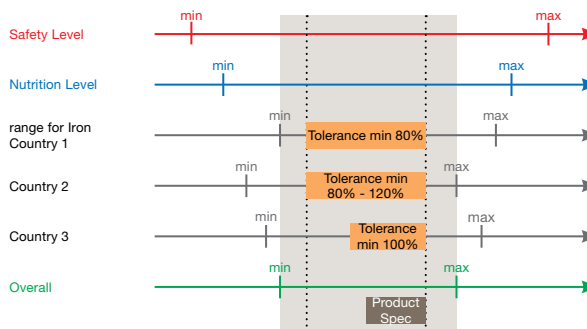 min max
Safety Level
min max
Nutrition Level
range for Iron
Country 1
min max
Tolerance min 80%
Country 2
min max
Tolerance min
80% - 120%
Country 3
min max
Tolerance
min 100%
Overall
min max
Product
Spec